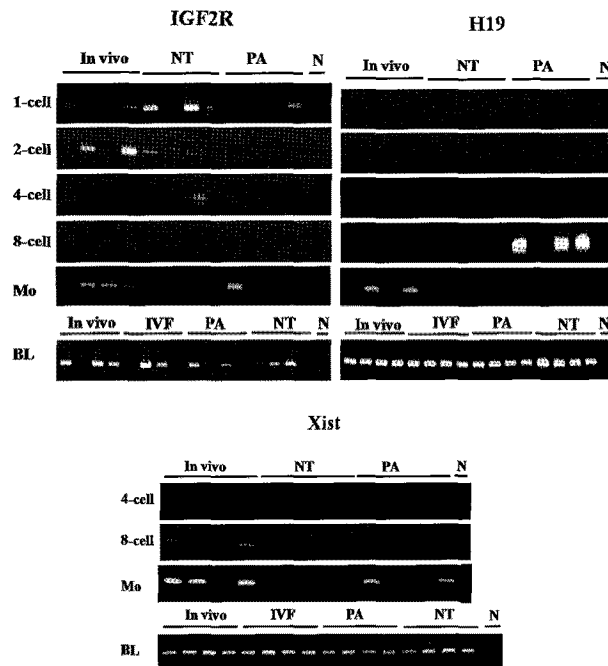 IGF2R
H19
In vivo NT PA N
In vivo NT PA N
1-cell
2-cell
4-cell
8-cell
Mo
In vivo IVF PA NT N
In vivo IVF PA NT N
BL
Xist
In vivo NT PA N
4-cell
8-cell
Mo
In vivo IVF PA NT N
BL